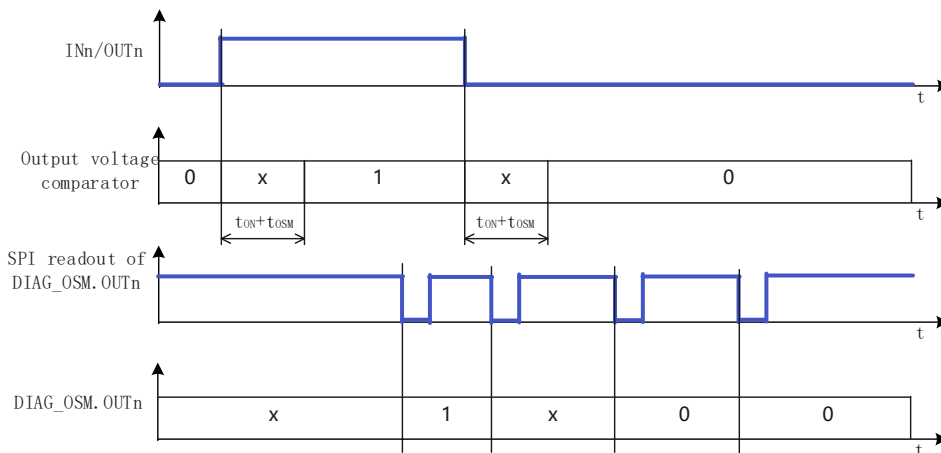 INn/OUTn
t
Output voltage
comparator
0 x 1 x 0
tON+tOSM tON+tOSM
SPI readout of
DIAG_OSM.OUTn
t
DIAG_OSM.OUTn
x 1 x 0 0
t